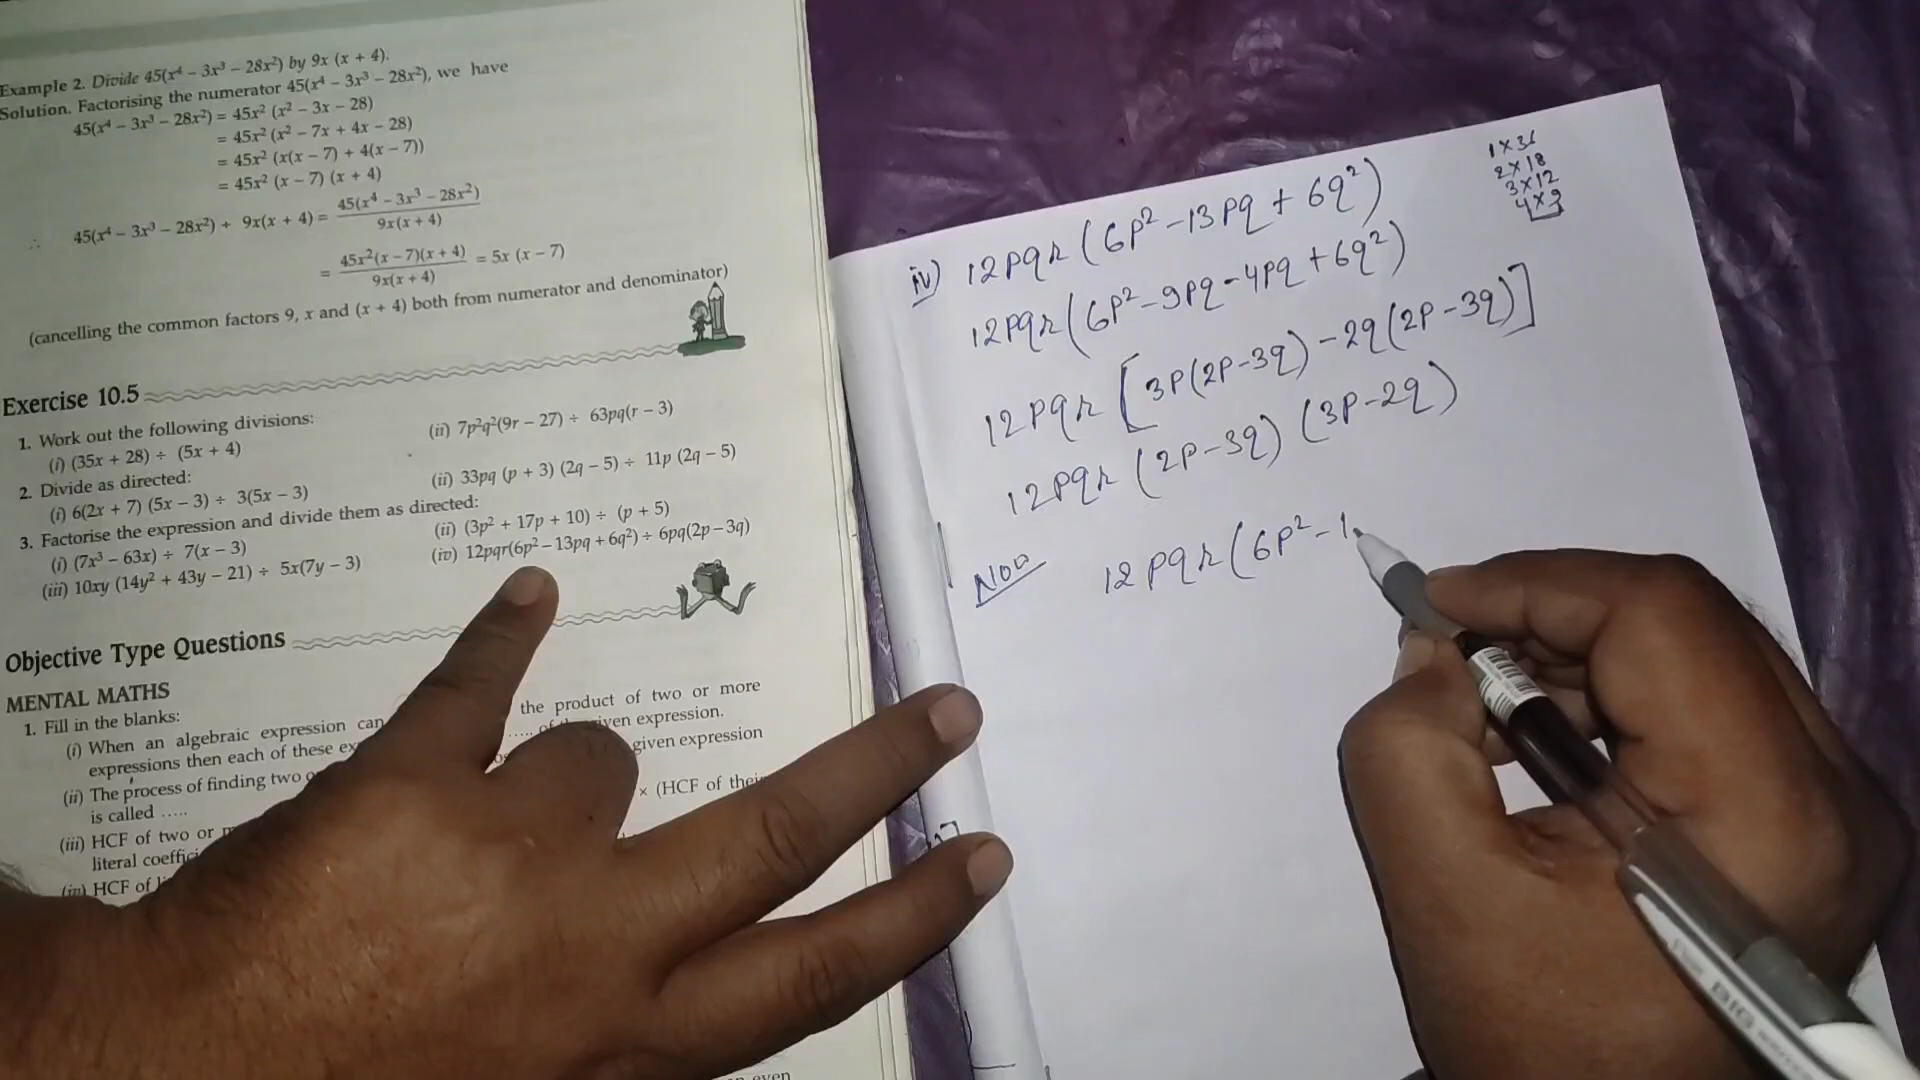 Example 2. Divide 45(x⁴ – 3x³ – 28x²) by 9x (x + 4).
Solution. Factorising the numerator 45(x⁴ – 3x³ – 28x²), we have
45(x⁴ – 3x³ – 28x²) = 45x² (x² – 3x – 28)
= 45x² (x² – 7x + 4x – 28)
= 45x² (x(x – 7) + 4(x – 7))
= 45x² (x – 7) (x + 4)
∴ 45(x⁴ – 3x³ – 28x²) ÷ 9x(x + 4) = 45(x⁴ – 3x³ – 28x²) / 9x(x + 4)
= 45x²(x – 7)(x + 4) / 9x(x + 4) = 5x (x – 7)
(cancelling the common factors 9, x and (x + 4) both from numerator and denominator)
Exercise 10.5
1. Work out the following divisions:
(i) (35x + 28) ÷ (5x + 4)
(ii) 7p²q²(9r – 27) ÷ 63pq(r – 3)
2. Divide as directed:
(i) 6(2x + 7) (5x – 3) ÷ 3(5x – 3)
(ii) 33pq (p + 3) (2q – 5) ÷ 11p (2q – 5)
3. Factorise the expression and divide them as directed:
(i) (7x³ – 63x) ÷ 7(x – 3)
(ii) (3p² + 17p + 10) ÷ (p + 5)
(iii) 10xy (14y² + 43y – 21) ÷ 5x(7y – 3)
(iv) 12pqr(6p² – 13pq + 6q²) ÷ 6pq(2p – 3q)
Objective Type Questions
MENTAL MATHS
1. Fill in the blanks:
(i) When an algebraic expression can the product of two or more
expressions then each of these given expression.
(ii) The process of finding two given expression
is called .....
(iii) HCF of two or × (HCF of their
literal
HCF of
even
iv) 12pqr (6p² – 13pq + 6q²)
12pqr (6p² – 9pq – 4pq + 6q²)
12pqr [3p(2p – 3q) – 2q(2p – 3q)]
12pqr (2p – 3q) (3p – 2q)
Now 12pqr (6p² – 1
1 × 36
2 × 18
3 × 12
4 × 9